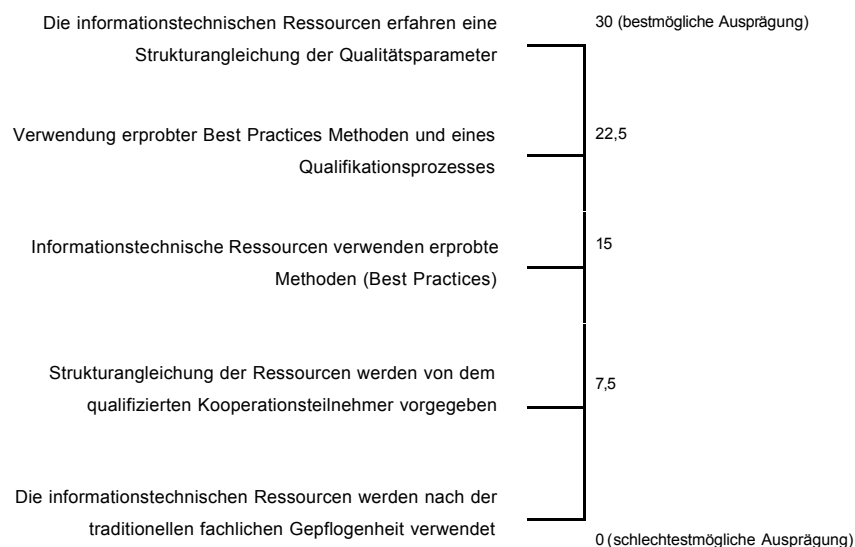 Die informationstechnischen Ressourcen erfahren eine
Strukturangleichung der Qualitätsparameter
30 (bestmögliche Ausprägung)
Verwendung erprobter Best Practices Methoden und eines
Qualifikationsprozesses
22,5
Informationstechnische Ressourcen verwenden erprobte
Methoden (Best Practices)
15
Strukturangleichung der Ressourcen werden von dem
qualifizierten Kooperationsteilnehmer vorgegeben
7,5
Die informationstechnischen Ressourcen werden nach der
traditionellen fachlichen Gepflogenheit verwendet
0 (schlechtestmögliche Ausprägung)